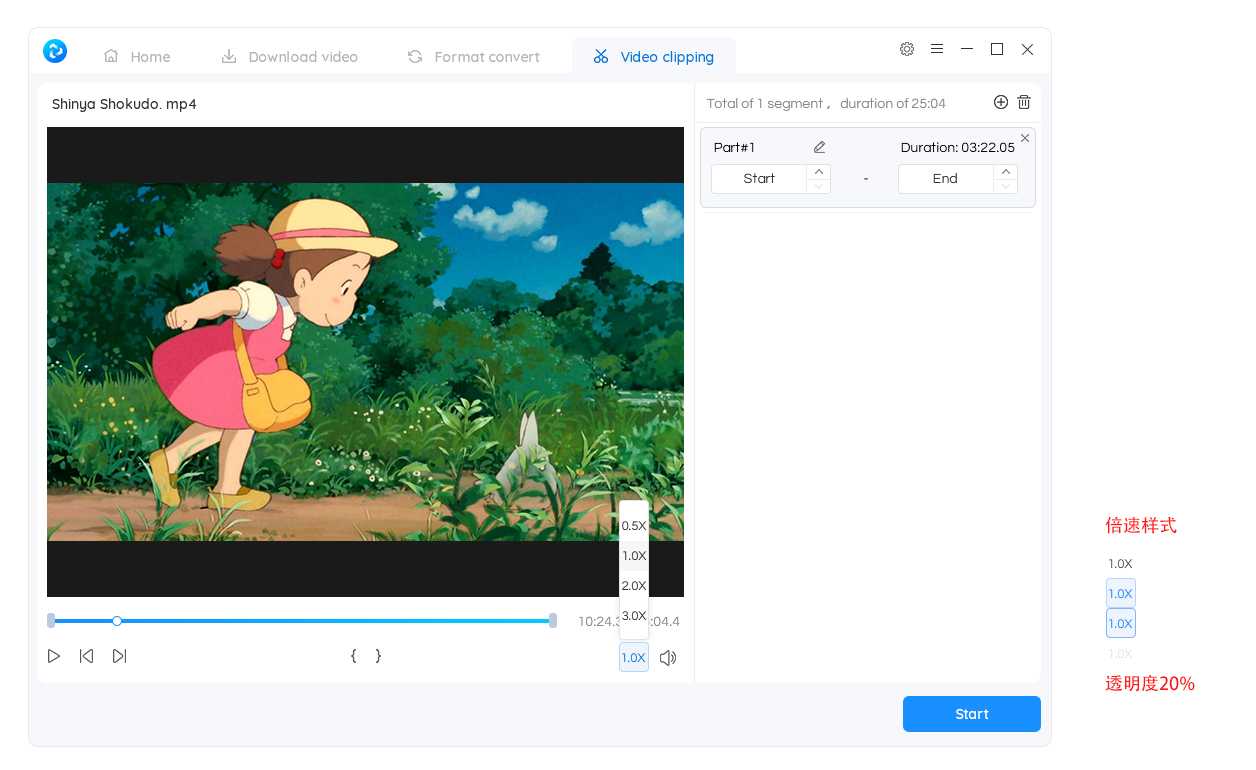 Home
Download video
Format convert
Video clipping
Shinya Shokudo. mp4
Total of 1 segment ,  duration of 25:04
Part#1
Duration: 03:22.05
Start
-
End
0.5X
1.0X
2.0X
3.0X
10:24.3
:04.4
{ }
1.0X
Start
倍速样式
1.0X
1.0X
1.0X
1.0X
透明度20%